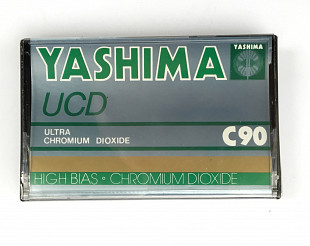 YASHIMA
YASHIMA
UCD
ULTRA
CHROMIUM DIOXIDE
C90
HIGH BIAS • CHROMIUM DIOXIDE